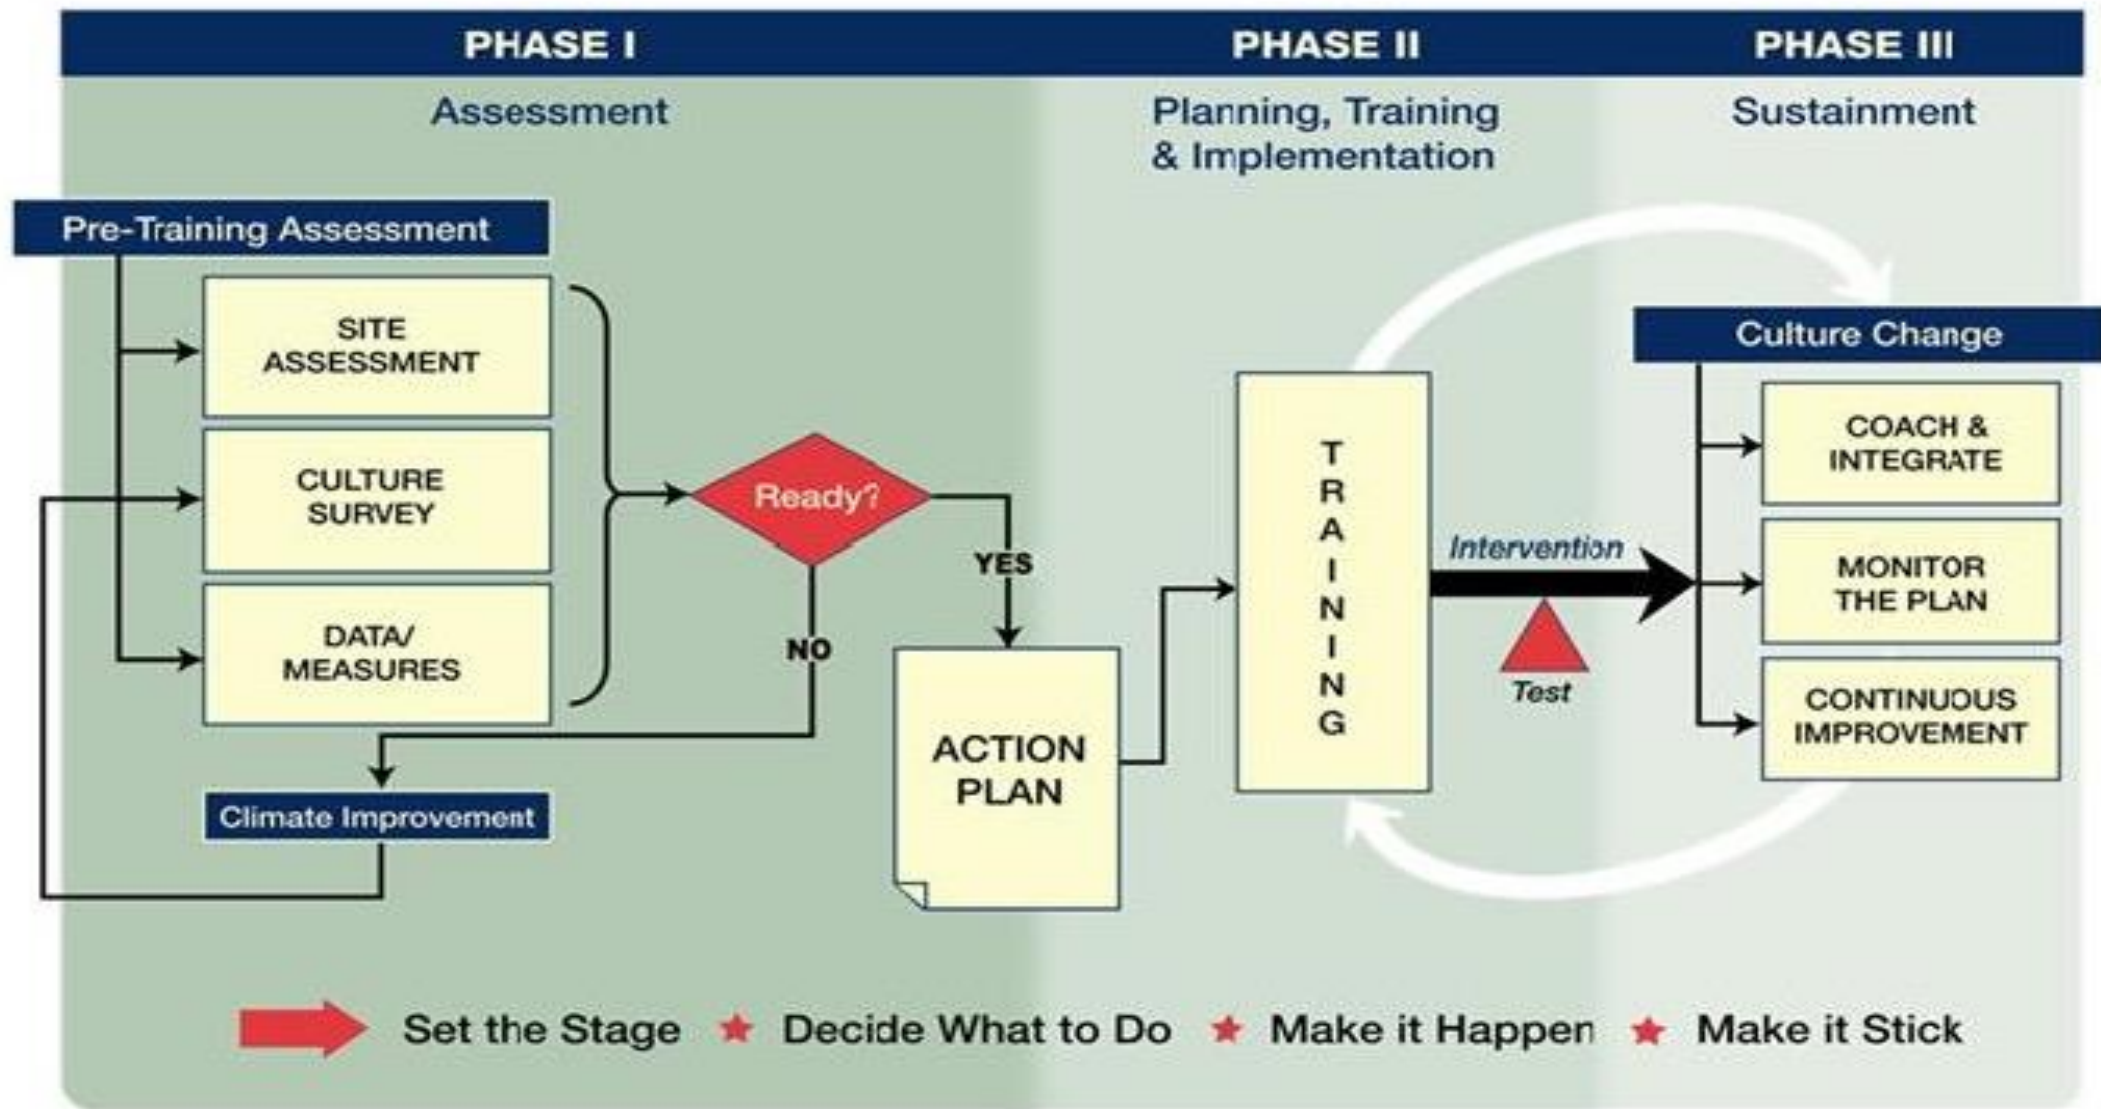 PHASE I
PHASE II
PHASE III
Assessment
Planning, Training
& Implementation
Sustainment
Pre-Training Assessment
SITE
ASSESSMENT
CULTURE
SURVEY
DATA/
MEASURES
Ready?
YES
NO
Climate Improvement
ACTION
PLAN
TRAINING
Intervention
Test
Culture Change
COACH &
INTEGRATE
MONITOR
THE PLAN
CONTINUOUS
IMPROVEMENT
Set the Stage ★ Decide What to Do ★ Make it Happen ★ Make it Stick